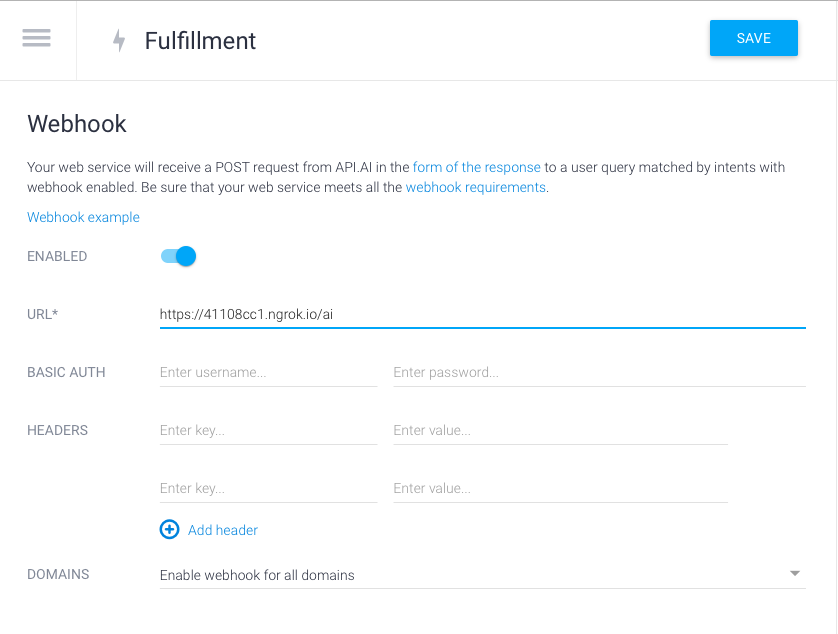 Fulfillment
SAVE
Webhook
Your web service will receive a POST request from API.AI in the form of the response to a user query matched by intents with
webhook enabled. Be sure that your web service meets all the webhook requirements.
Webhook example
ENABLED
URL*
https://41108cc1.ngrok.io/ai
BASIC AUTH
Enter username...
Enter password...
HEADERS
Enter key...
Enter value...
Enter key...
Enter value...
Add header
DOMAINS
Enable webhook for all domains